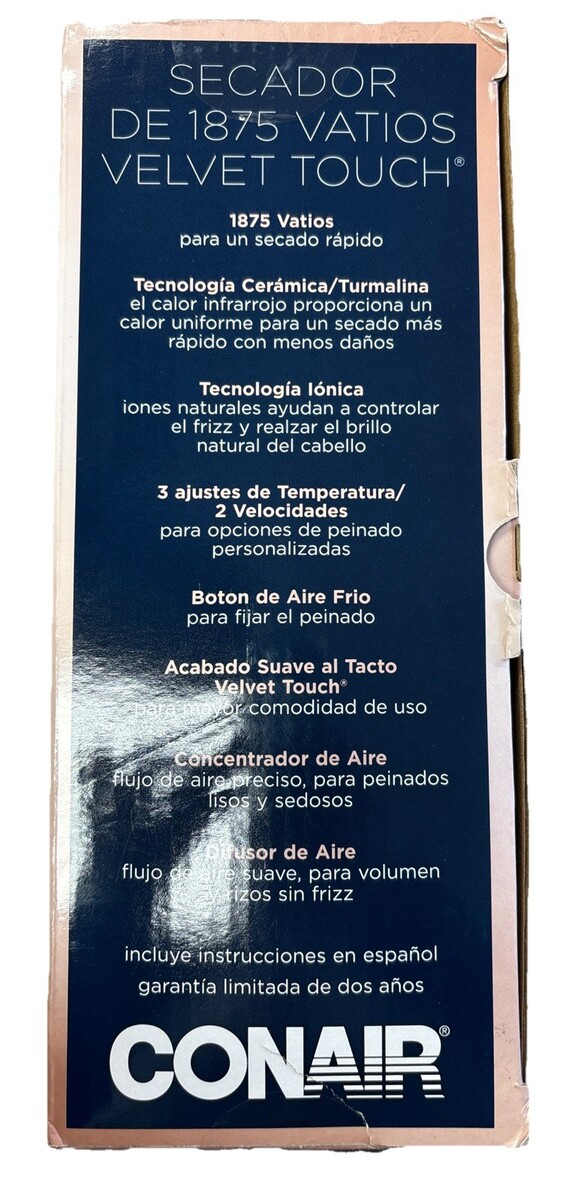 SECADOR
DE 1875 VATIOS
VELVET TOUCH®
1875 Vatios
para un secado rápido
Tecnología Cerámica/Turmalina
el calor infrarrojo proporciona un
calor uniforme para un secado más
rápido con menos daños
Tecnología Iónica
iones naturales ayudan a controlar
el frizz y realzar el brillo
natural del cabello
3 ajustes de Temperatura/
2 Velocidades
para opciones de peinado
personalizadas
Boton de Aire Frio
para fijar el peinado
Acabado Suave al Tacto
Velvet Touch®
para mayor comodidad de uso
Concentrador de Aire
flujo de aire preciso, para peinados
lisos y sedosos
Difusor de Aire
flujo de aire suave, para volumen
y rizos sin frizz
incluye instrucciones en español
garantía limitada de dos años
CONAIR®